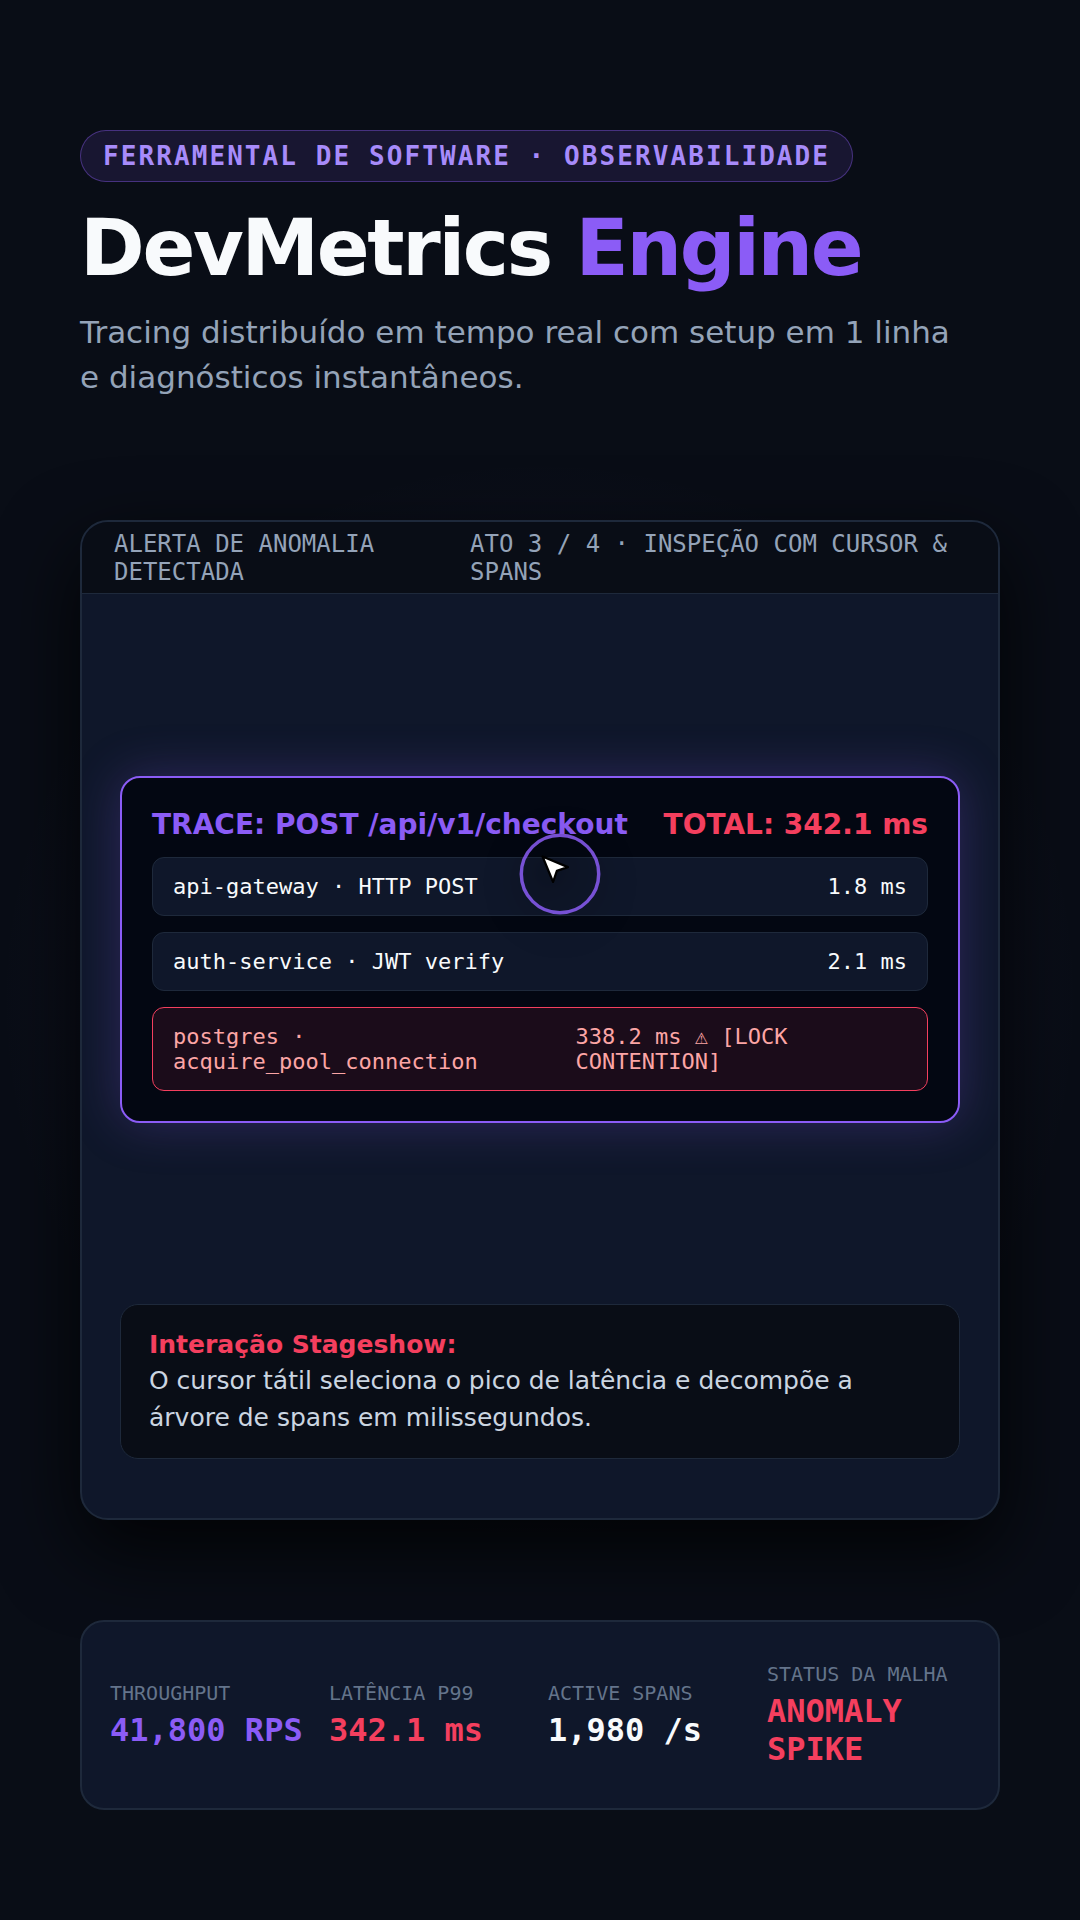 FERRAMENTAL DE SOFTWARE · OBSERVABILIDADE
DevMetrics Engine
Tracing distribuído em tempo real com setup em 1 linha
e diagnósticos instantâneos.
ALERTA DE ANOMALIA
DETECTADA
ATO 3 / 4 · INSPEÇÃO COM CURSOR &
SPANS
TRACE: POST /api/v1/checkout
TOTAL: 342.1 ms
api-gateway · HTTP POST
1.8 ms
auth-service · JWT verify
2.1 ms
postgres ·
acquire_pool_connection
338.2 ms ⚠ [LOCK
CONTENTION]
Interação Stageshow:
O cursor tátil seleciona o pico de latência e decompõe a
árvore de spans em milissegundos.
THROUGHPUT
41,800 RPS
LATÊNCIA P99
342.1 ms
ACTIVE SPANS
1,980 /s
STATUS DA MALHA
ANOMALY
SPIKE